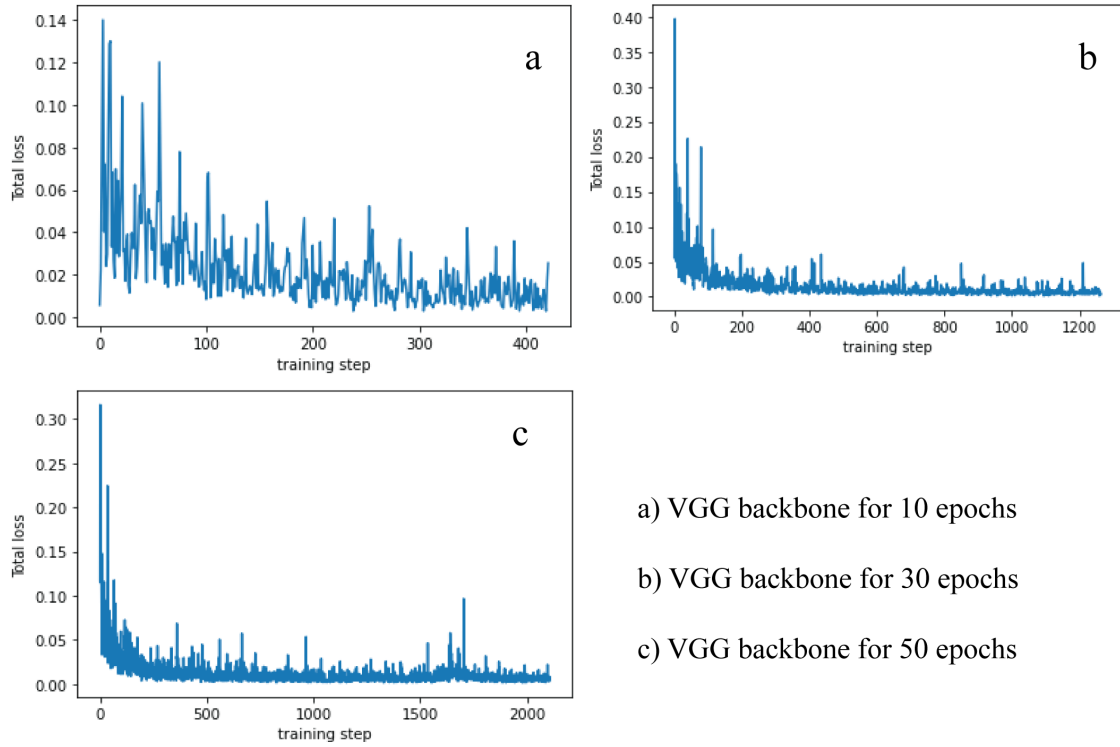 a
0.14
0.12
0.10
0.08
0.06
0.04
0.02
0.00
Total loss
0 100 200 300 400
training step
b
0.40
0.35
0.30
0.25
0.20
0.15
0.10
0.05
0.00
Total loss
0 200 400 600 800 1000 1200
training step
c
0.30
0.25
0.20
0.15
0.10
0.05
0.00
Total loss
0 500 1000 1500 2000
training step
a) VGG backbone for 10 epochs
b) VGG backbone for 30 epochs
c) VGG backbone for 50 epochs